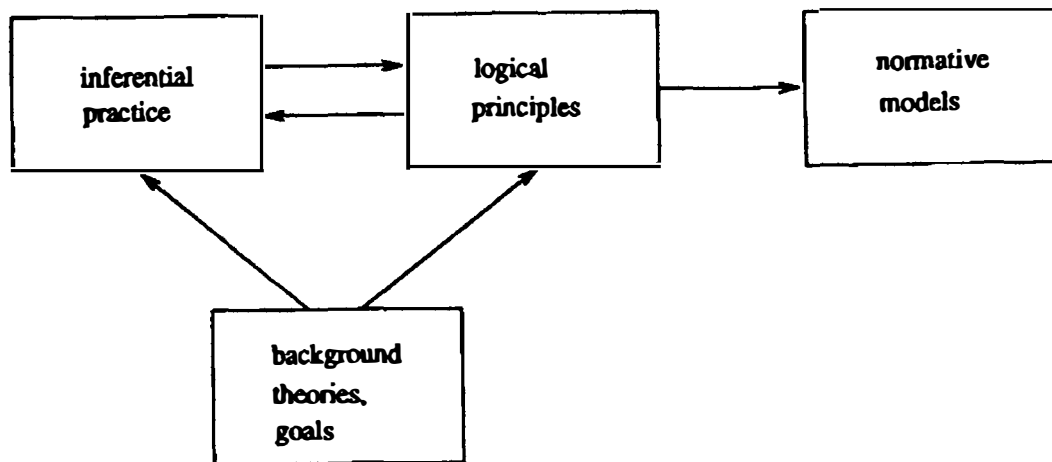 inferential
practice
logical
principles
normative
models
background
theories,
goals